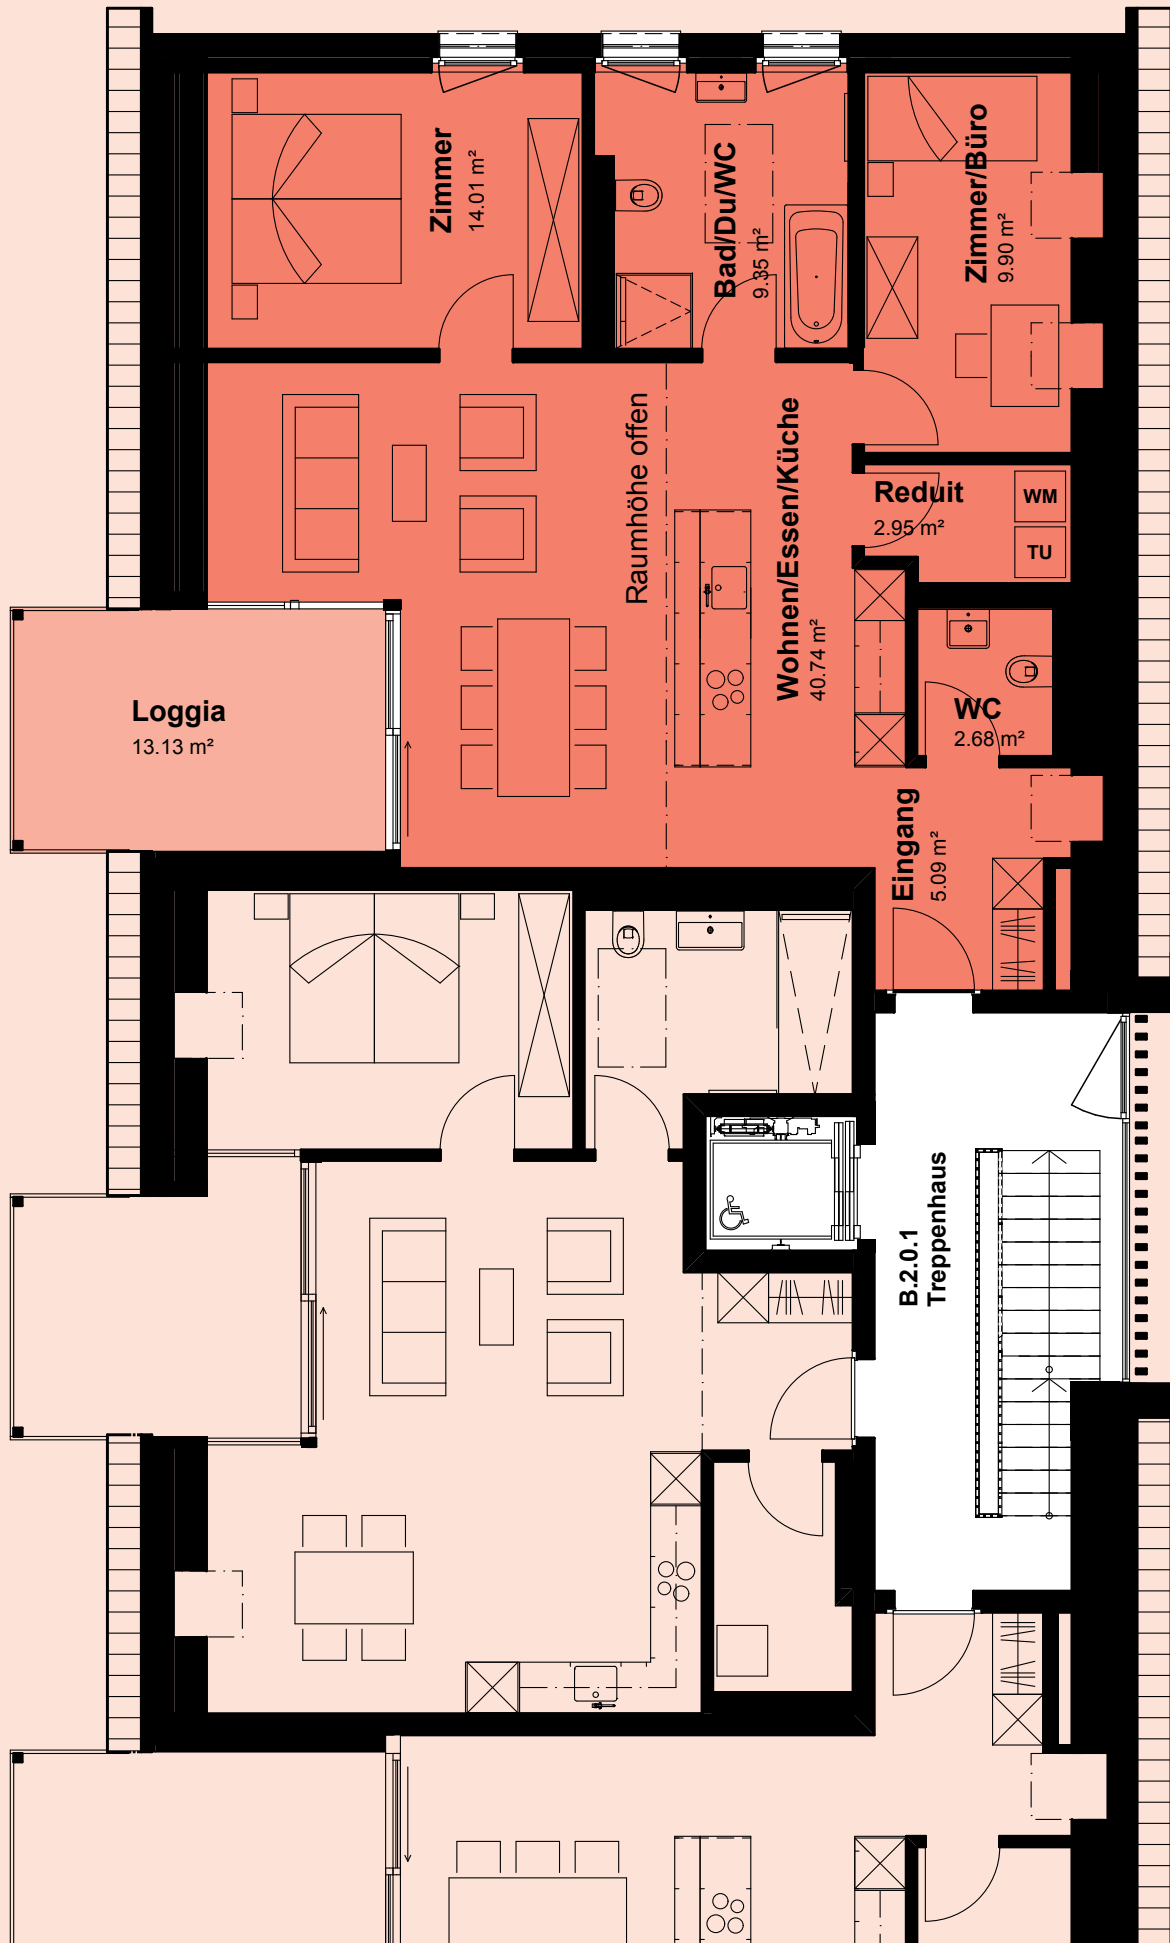 Zimmer
14.01 m²
Bad/Du/WC
9.35 m²
Zimmer/Büro
9.90 m²
Raumhöhe offen
Wohnen/Essen/Küche
40.74 m²
Reduit
2.95 m²
WM
TU
Loggia
13.13 m²
WC
2.68 m²
Eingang
5.09 m²
B.2.0.1
Treppenhaus